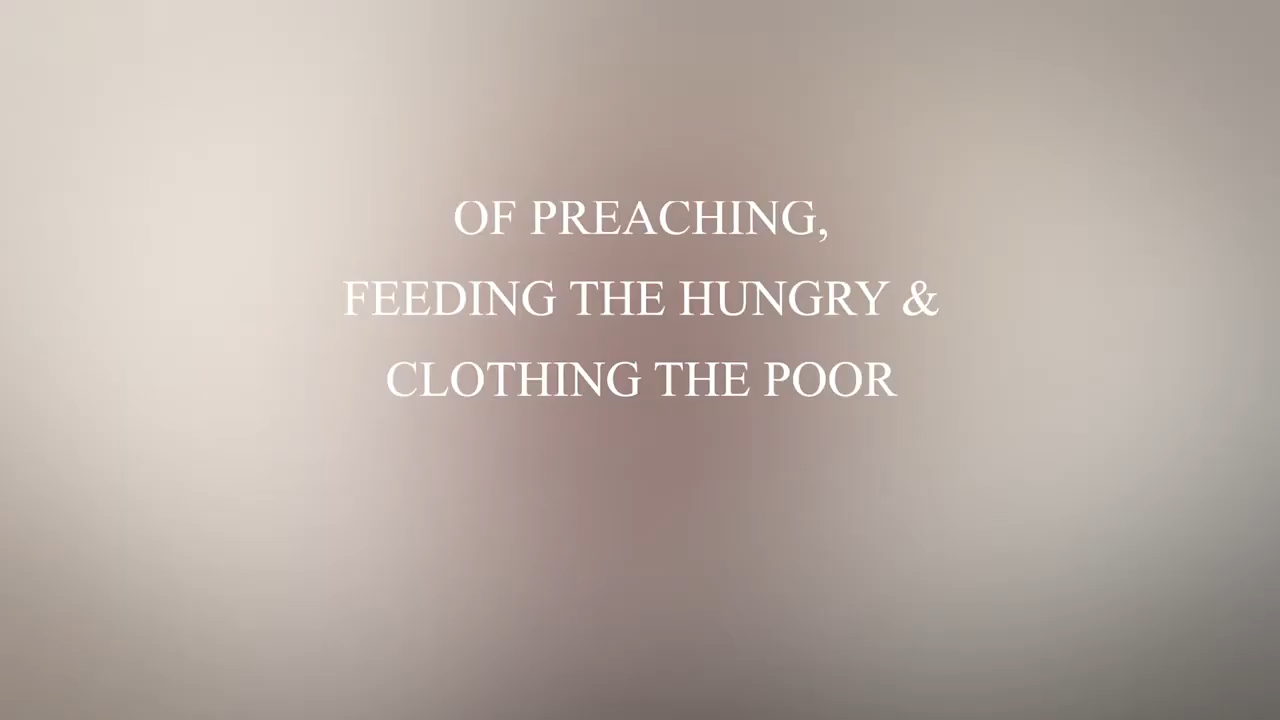 OF PREACHING,
FEEDING THE HUNGRY &
CLOTHING THE POOR